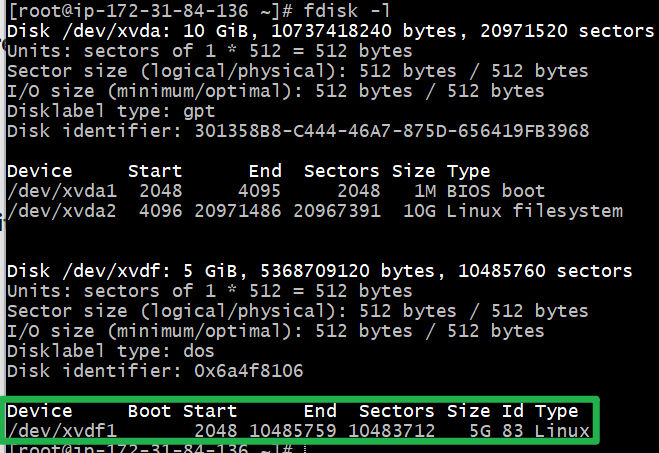 [root@ip-172-31-84-136 ~]# fdisk -l
Disk /dev/xvda: 10 GiB, 10737418240 bytes, 20971520 sectors
Units: sectors of 1 * 512 = 512 bytes
Sector size (logical/physical): 512 bytes / 512 bytes
I/O size (minimum/optimal): 512 bytes / 512 bytes
Disklabel type: gpt
Disk identifier: 301358B8-C444-46A7-875D-656419FB3968
Device Start End Sectors Size Type
/dev/xvda1 2048 4095 2048 1M BIOS boot
/dev/xvda2 4096 20971486 20967391 10G Linux filesystem
Disk /dev/xvdf: 5 GiB, 5368709120 bytes, 10485760 sectors
Units: sectors of 1 * 512 = 512 bytes
Sector size (logical/physical): 512 bytes / 512 bytes
I/O size (minimum/optimal): 512 bytes / 512 bytes
Disklabel type: dos
Disk identifier: 0x6a4f8106
Device Boot Start End Sectors Size Id Type
/dev/xvdf1 2048 10485759 10483712 5G 83 Linux
[root@ip-172-31-84-136 ~]#